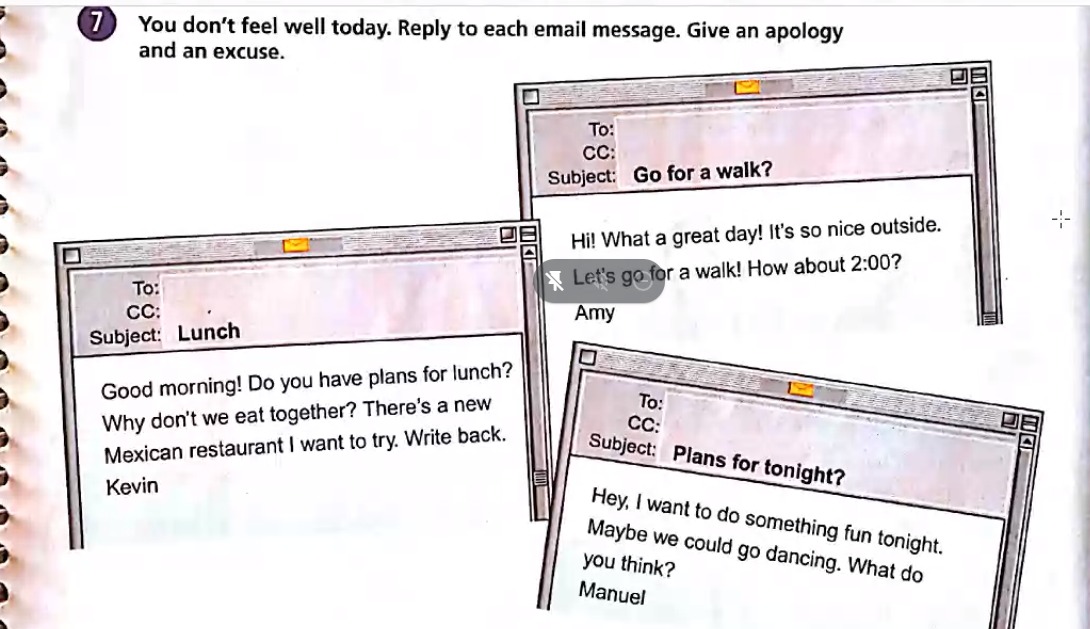 7 You don't feel well today. Reply to each email message. Give an apology
and an excuse.
To:
CC:
Subject: Go for a walk?
Hi! What a great day! It's so nice outside.
Let's go for a walk! How about 2:00?
Amy
To:
CC:
Subject: Lunch
Good morning! Do you have plans for lunch?
Why don't we eat together? There's a new
Mexican restaurant I want to try. Write back.
Kevin
To:
CC:
Subject: Plans for tonight?
Hey, I want to do something fun tonight.
Maybe we could go dancing. What do
you think?
Manuel